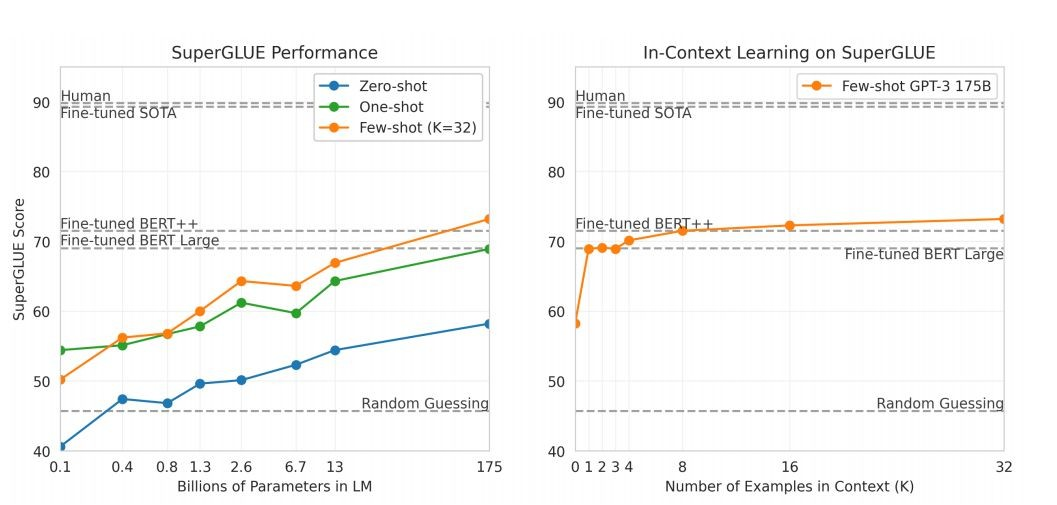 SuperGLUE Performance
Zero-shot
One-shot
Few-shot (K=32)
Human
Fine-tuned SOTA
Fine-tuned BERT++
Fine-tuned BERT Large
Random Guessing
SuperGLUE Score
90
80
70
60
50
40
0.1 0.4 0.8 1.3 2.6 6.7 13 175
Billions of Parameters in LM
In-Context Learning on SuperGLUE
Few-shot GPT-3 175B
Human
Fine-tuned SOTA
Fine-tuned BERT++
Fine-tuned BERT Large
Random Guessing
90
80
70
60
50
40
0 1 2 3 4 8 16 32
Number of Examples in Context (K)